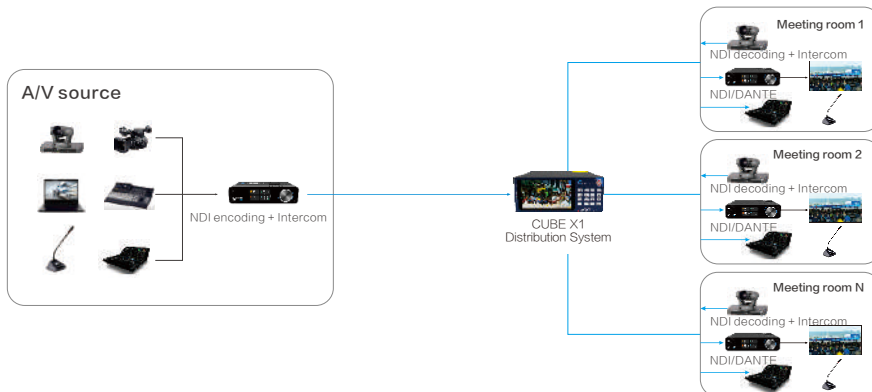 A/V source
NDI encoding + Intercom
CUBE X1
Distribution System
Meeting room 1
NDI decoding + Intercom
NDI/DANTE
Meeting room 2
NDI decoding + Intercom
NDI/DANTE
Meeting room N
NDI decoding + Intercom
NDI/DANTE